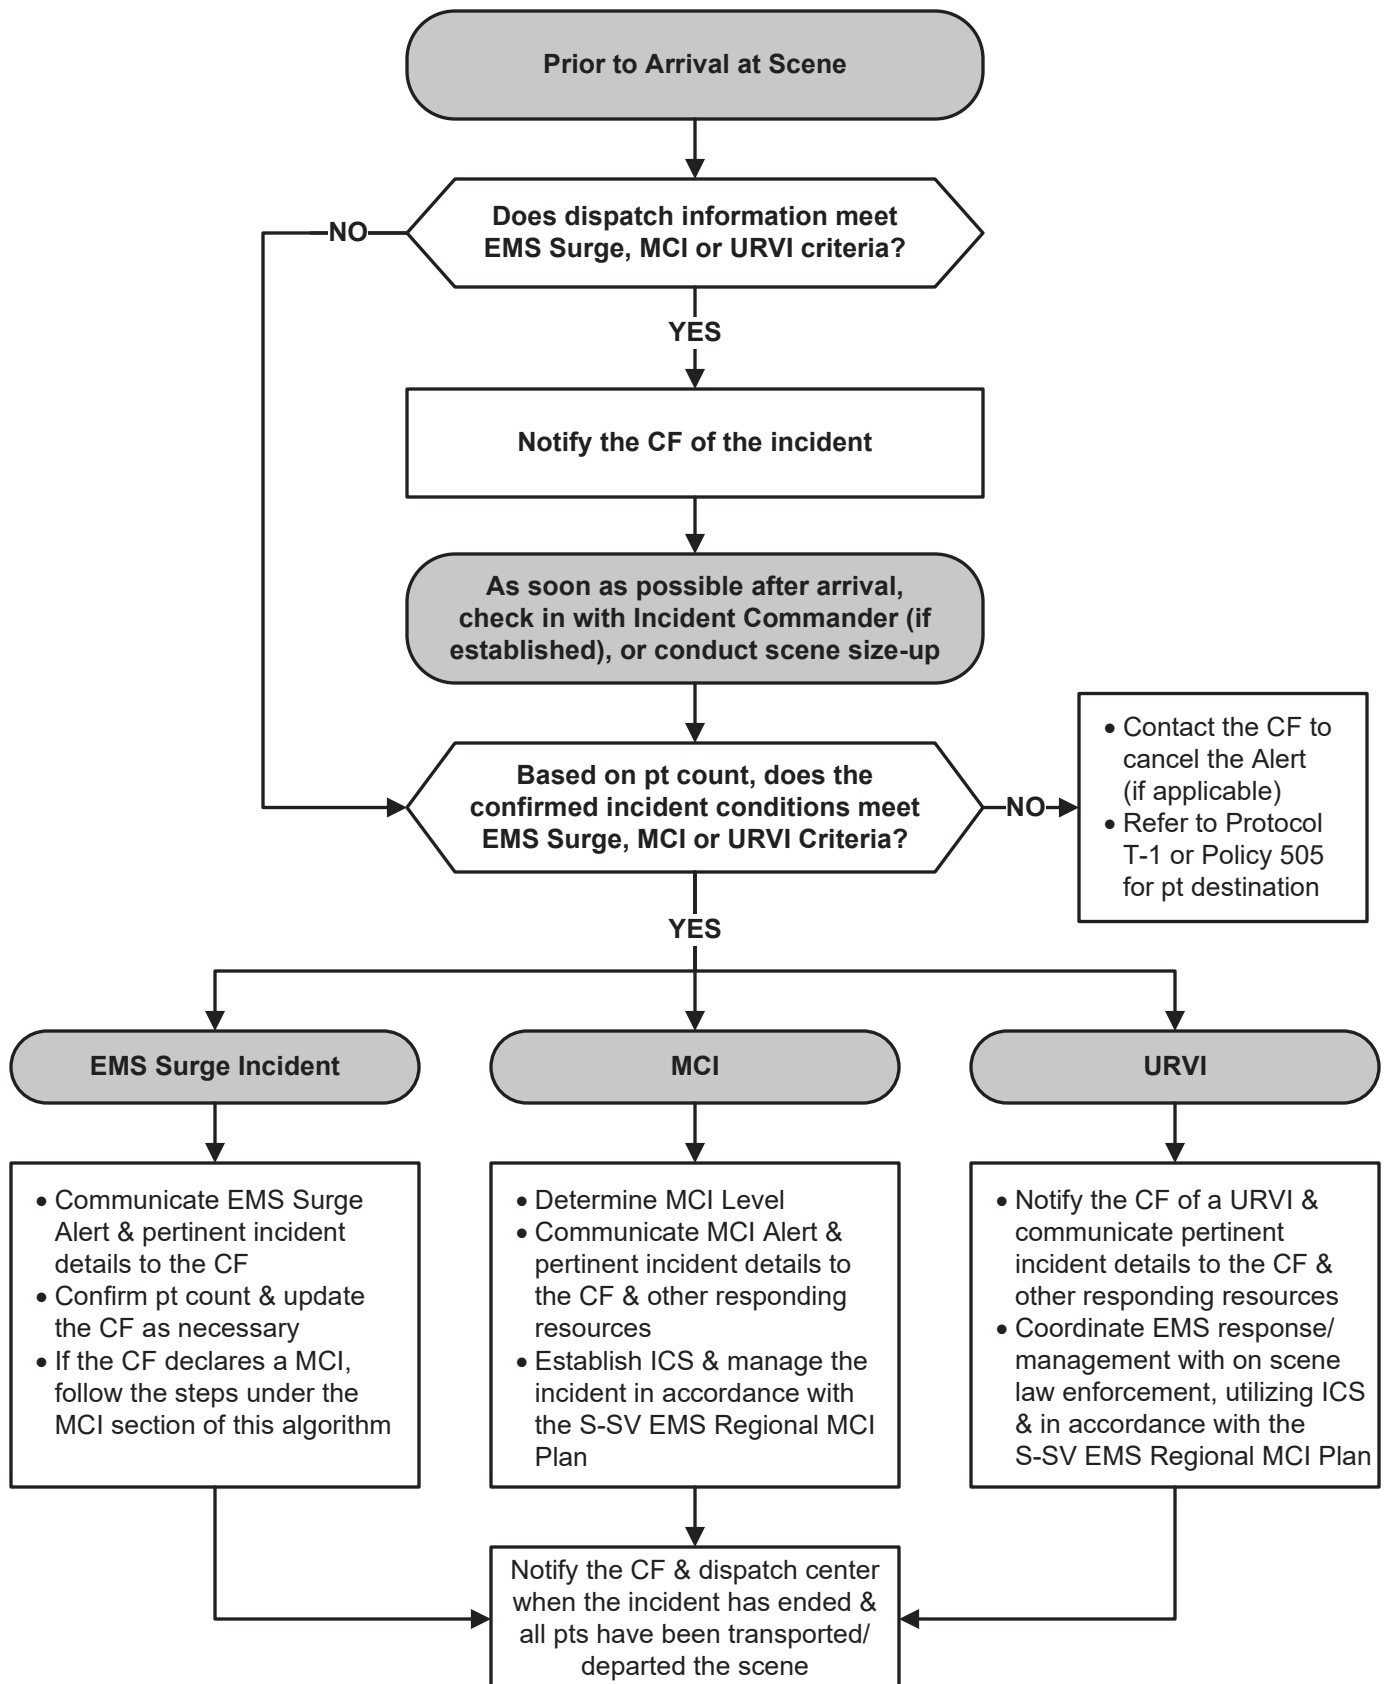 Prior to Arrival at Scene
Does dispatch information meet
EMS Surge, MCI or URVI criteria?
NO
YES
Notify the CF of the incident
As soon as possible after arrival,
check in with Incident Commander (if
established), or conduct scene size-up
Based on pt count, does the
confirmed incident conditions meet
EMS Surge, MCI or URVI Criteria?
NO
• Contact the CF to
cancel the Alert
(if applicable)
• Refer to Protocol
T-1 or Policy 505
for pt destination
YES
EMS Surge Incident
• Communicate EMS Surge
Alert & pertinent incident
details to the CF
• Confirm pt count & update
the CF as necessary
• If the CF declares a MCI,
follow the steps under the
MCI section of this algorithm
MCI
• Determine MCI Level
• Communicate MCI Alert &
pertinent incident details to
the CF & other responding
resources
• Establish ICS & manage the
incident in accordance with
the S-SV EMS Regional MCI
Plan
URVI
• Notify the CF of a URVI &
communicate pertinent
incident details to the CF &
other responding resources
• Coordinate EMS response/
management with on scene
law enforcement, utilizing ICS
& in accordance with the
S-SV EMS Regional MCI Plan
Notify the CF & dispatch center
when the incident has ended &
all pts have been transported/
departed the scene